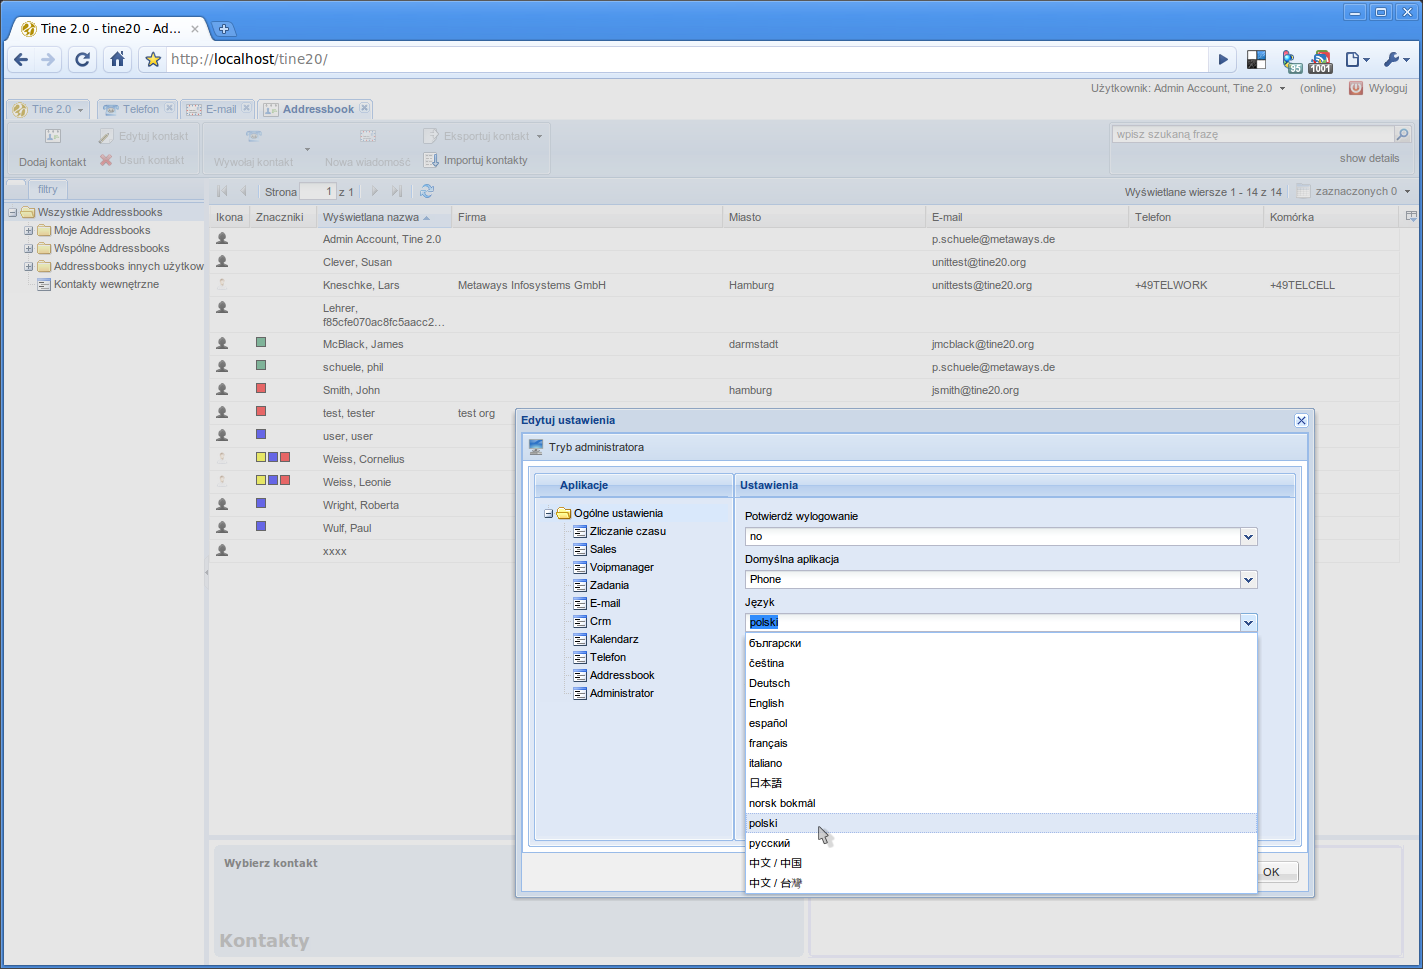 Tine 2.0 - tine20 - Ad...
http://localhost/tine20/
95
1001
Użytkownik: Admin Account, Tine 2.0
(online)
Wyloguj
Tine 2.0
Telefon
E-mail
Addressbook
Dodaj kontakt
Edytuj kontakt
Usuń kontakt
Wywołaj kontakt
Nowa wiadomość
Eksportuj kontakt
Importuj kontakty
wpisz szukaną frazę
show details
filtry
Strona 1 z 1
Wyświetlane wiersze 1 - 14 z 14
zaznaczonych 0
Wszystkie Addressbooks
Moje Addressbooks
Wspólne Addressbooks
Addressbooks innych użytkow
Kontakty wewnętrzne
Ikona Znaczniki Wyświetlana nazwa Firma Miasto E-mail Telefon Komórka
Admin Account, Tine 2.0 p.schuele@metaways.de
Clever, Susan unittest@tine20.org
Kneschke, Lars Metaways Infosystems GmbH Hamburg unittests@tine20.org +49TELWORK +49TELCELL
Lehrer,
f85cfe070ac8fc5aacc2...
McBlack, James darmstadt jmcblack@tine20.org
schuele, phil p.schuele@metaways.de
Smith, John hamburg jsmith@tine20.org
test, tester test org
user, user
Weiss, Cornelius
Weiss, Leonie
Wright, Roberta
Wulf, Paul
xxxx
Wybierz kontakt
Kontakty
Edytuj ustawienia
Tryb administratora
Aplikacje
Ogólne ustawienia
Zliczanie czasu
Sales
Voipmanager
Zadania
E-mail
Crm
Kalendarz
Telefon
Addressbook
Administrator
Ustawienia
Potwierdź wylogowanie
no
Domyślna aplikacja
Phone
Język
polski
български
čeština
Deutsch
English
español
français
italiano
日本語
norsk bokmål
polski
русский
中文 / 中国
中文 / 台灣
OK